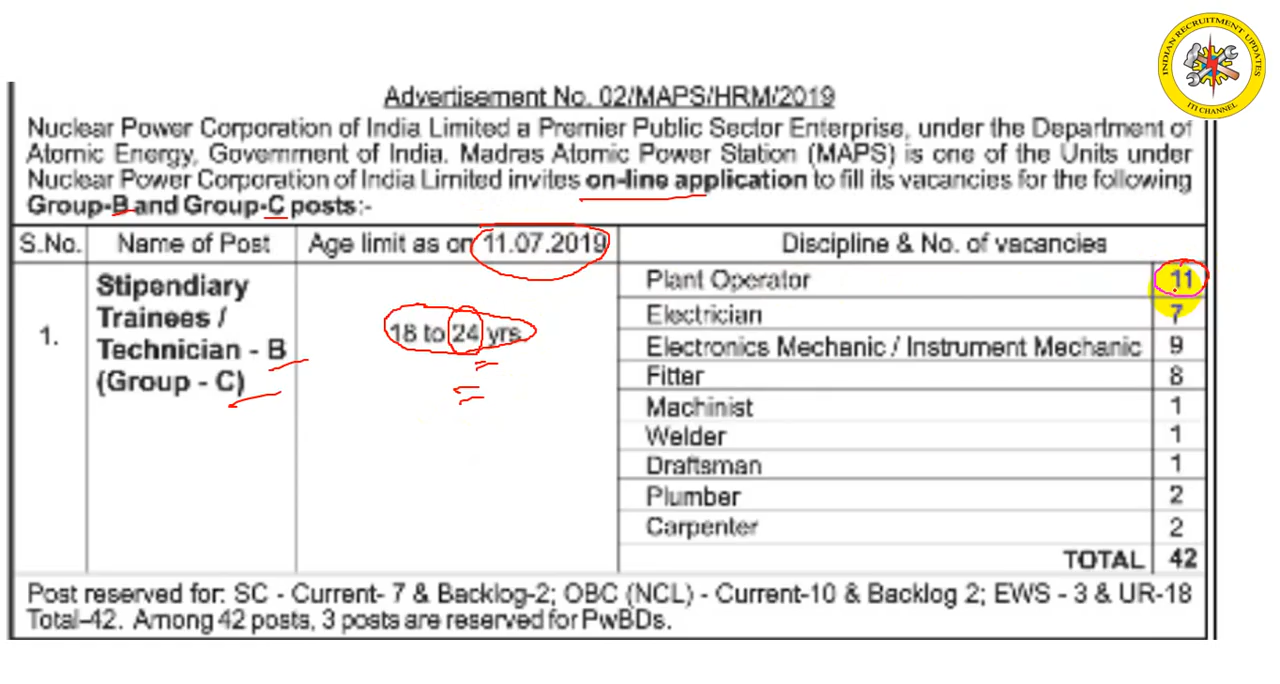 INDIAN RECRUITMENT UPDATES
ITI CHANNEL
Advertisement No. 02/MAPS/HRM/2019
Nuclear Power Corporation of India Limited a Premier Public Sector Enterprise, under the Department of
Atomic Energy, Government of India. Madras Atomic Power Station (MAPS) is one of the Units under
Nuclear Power Corporation of India Limited invites on-line application to fill its vacancies for the following
Group-B and Group-C posts:-
S.No. Name of Post Age limit as on 11.07.2019 Discipline & No. of vacancies
1. Stipendiary Trainees / Technician - B (Group - C) 18 to 24 yrs
Plant Operator 11
Electrician 7
Electronics Mechanic / Instrument Mechanic 9
Fitter 8
Machinist 1
Welder 1
Draftsman 1
Plumber 2
Carpenter 2
TOTAL 42
Post reserved for: SC - Current- 7 & Backlog-2; OBC (NCL) - Current-10 & Backlog 2; EWS - 3 & UR-18
Total-42. Among 42 posts, 3 posts are reserved for PwBDs.